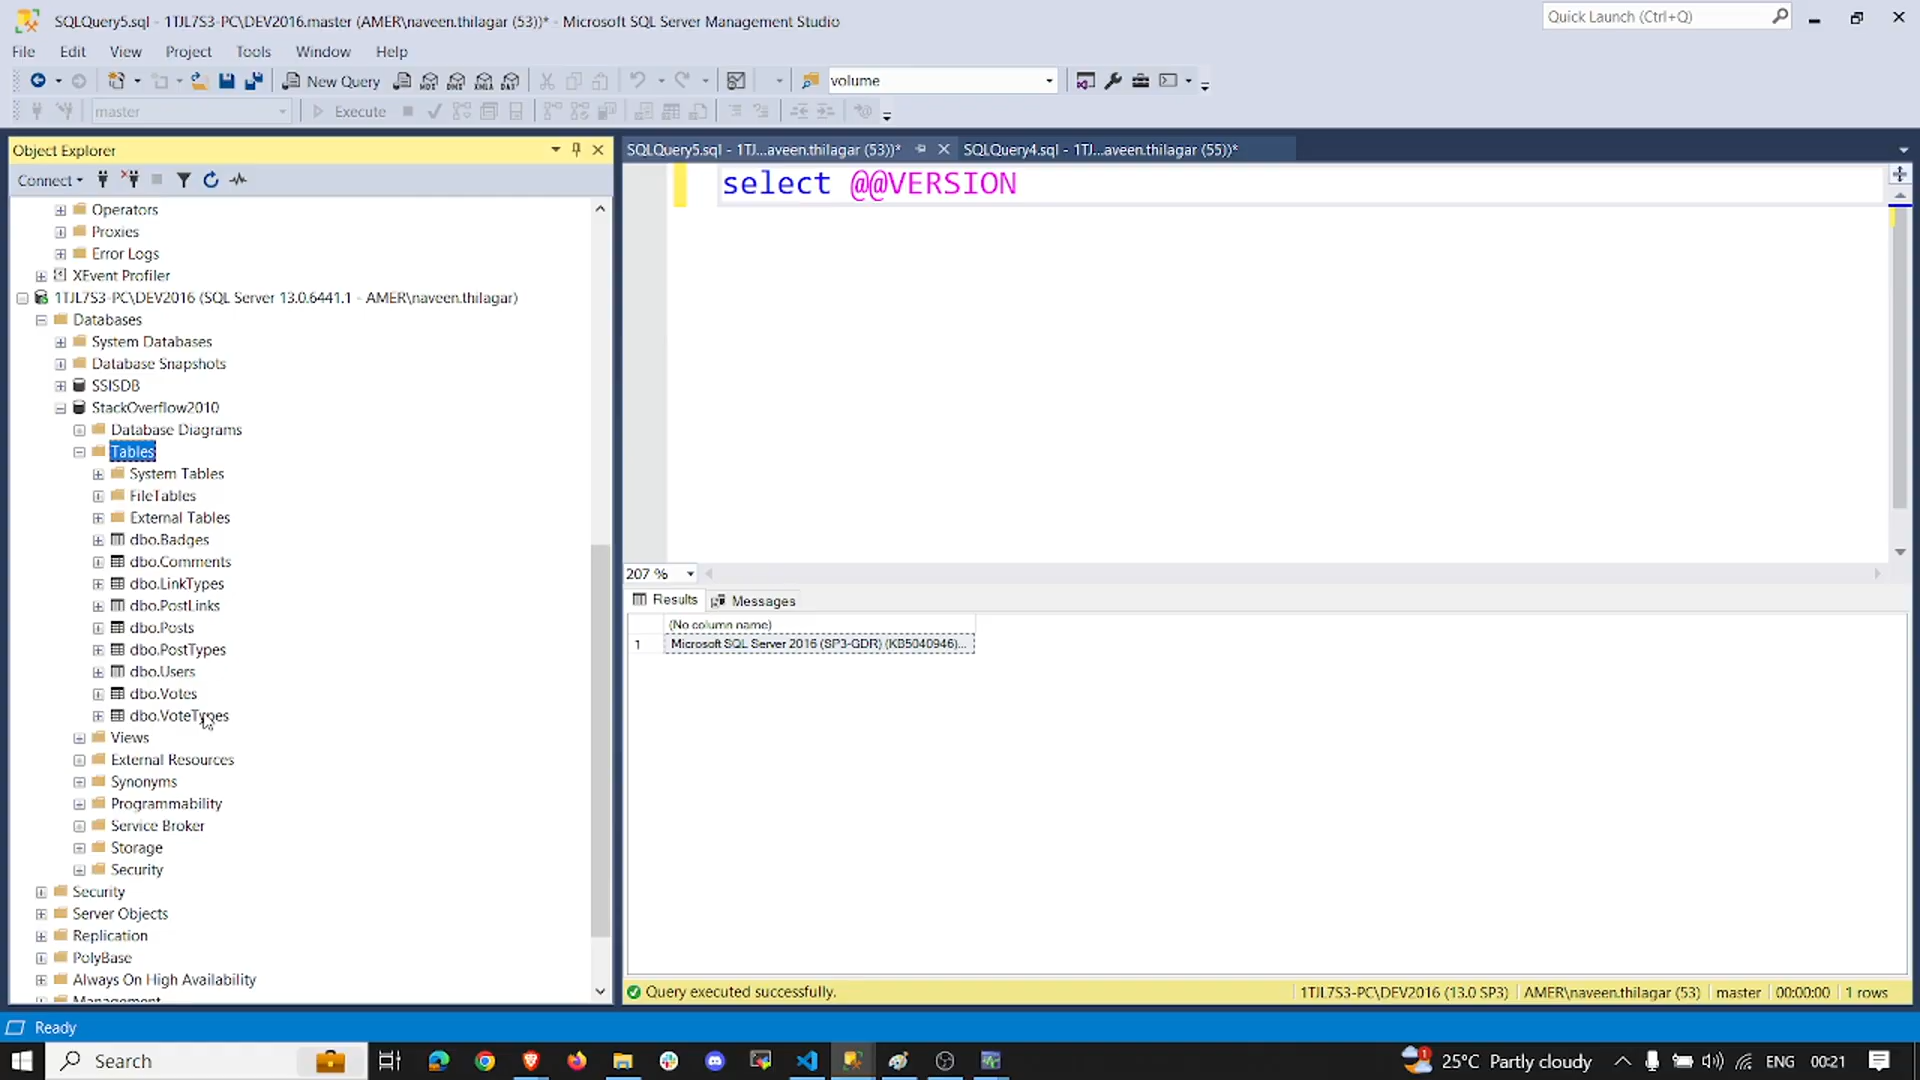 SQLQuery5.sql - 1TJL7S3-PC\DEV2016.master (AMER\naveen.thilagar (53))* - Microsoft SQL Server Management Studio
Quick Launch (Ctrl+Q)
File Edit View Project Tools Window Help
New Query
volume
master
Execute
Object Explorer
SQLQuery5.sql - 1TJ...aveen.thilagar (53))*
SQLQuery4.sql - 1TJ...aveen.thilagar (55))*
Connect
select @@VERSION
Operators
Proxies
Error Logs
XEvent Profiler
1TJL7S3-PC\DEV2016 (SQL Server 13.0.6441.1 - AMER\naveen.thilagar)
Databases
System Databases
Database Snapshots
SSISDB
StackOverflow2010
Database Diagrams
Tables
System Tables
FileTables
External Tables
dbo.Badges
dbo.Comments
dbo.LinkTypes
dbo.PostLinks
dbo.Posts
dbo.PostTypes
dbo.Users
dbo.Votes
dbo.VoteTypes
Views
External Resources
Synonyms
Programmability
Service Broker
Storage
Security
Security
Server Objects
Replication
PolyBase
Always On High Availability
Management
207 %
Results Messages
(No column name)
1 Microsoft SQL Server 2016 (SP3-GDR) (KB5040946)...
Query executed successfully.
1TJL7S3-PC\DEV2016 (13.0 SP3) AMER\naveen.thilagar (53) master 00:00:00 1 rows
Ready
Search
25°C Partly cloudy
ENG
00:21